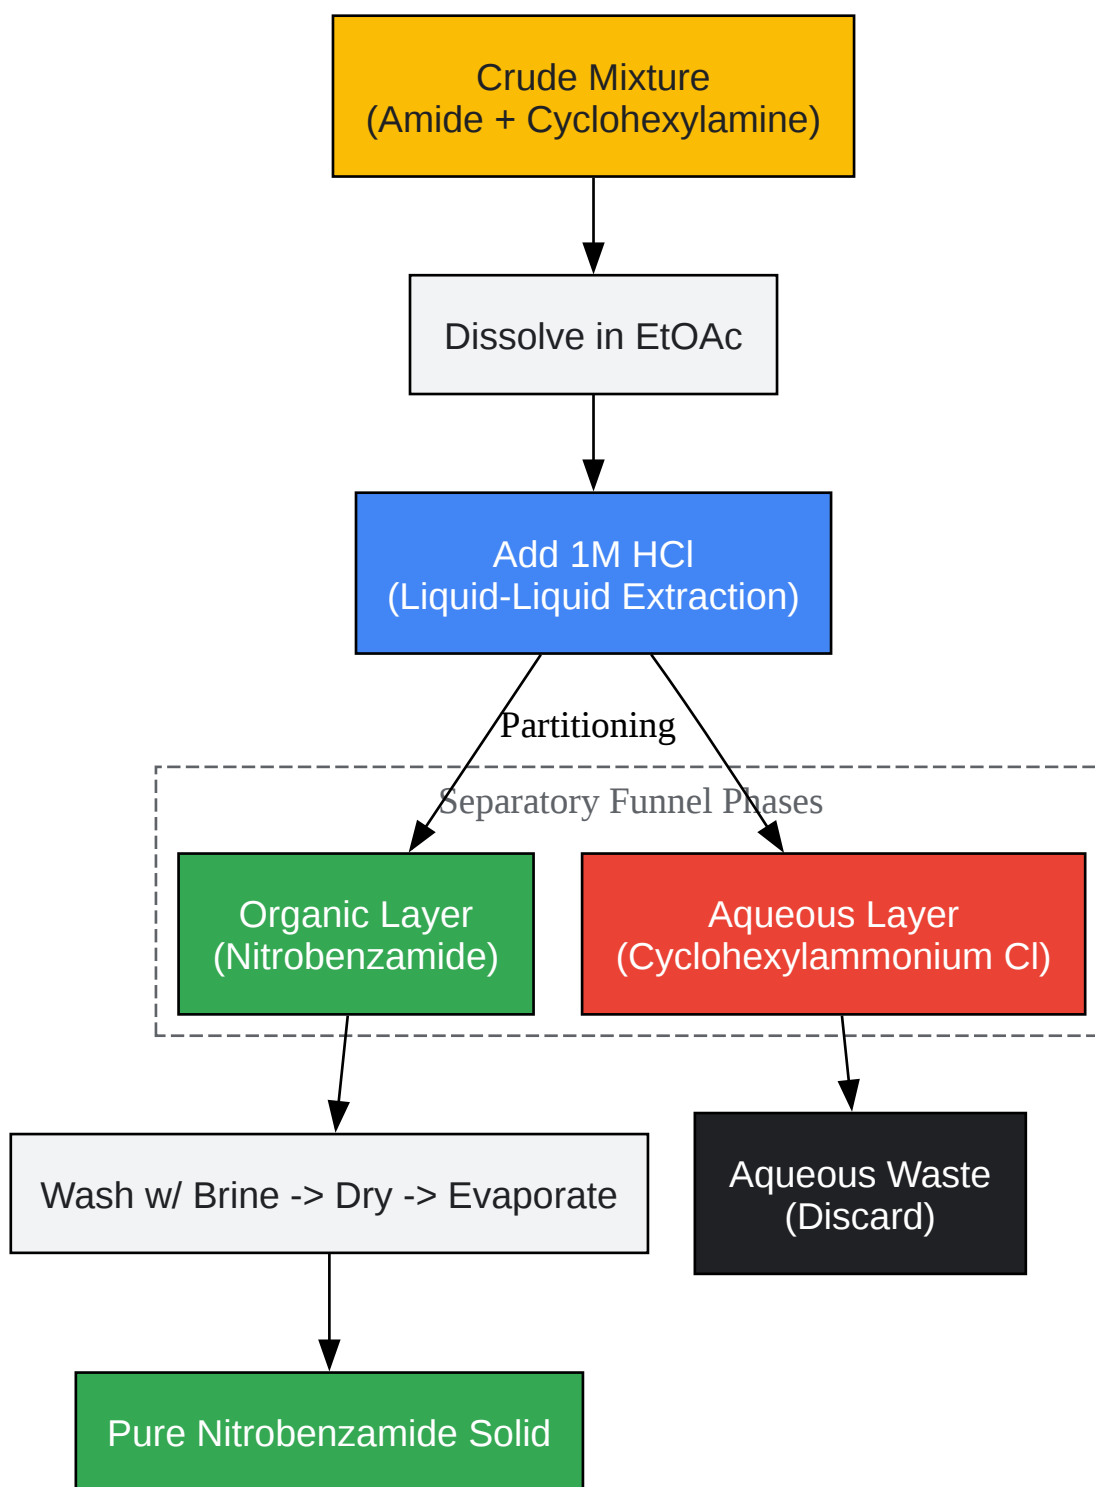 Crude Mixture
(Amide + Cyclohexylamine)
Dissolve in EtOAc
Add 1M HCl
(Liquid-Liquid Extraction)
Partitioning
Separatory Funnel Phases
Organic Layer
(Nitrobenzamide)
Aqueous Layer
(Cyclohexylammonium Cl)
Wash w/ Brine -> Dry -> Evaporate
Aqueous Waste
(Discard)
Pure Nitrobenzamide Solid